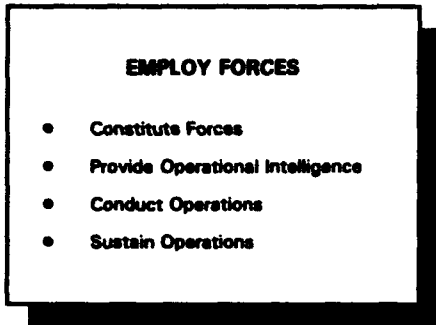 EMPLOY FORCES
• Constitute Forces
• Provide Operational Intelligence
• Conduct Operations
• Sustain Operations